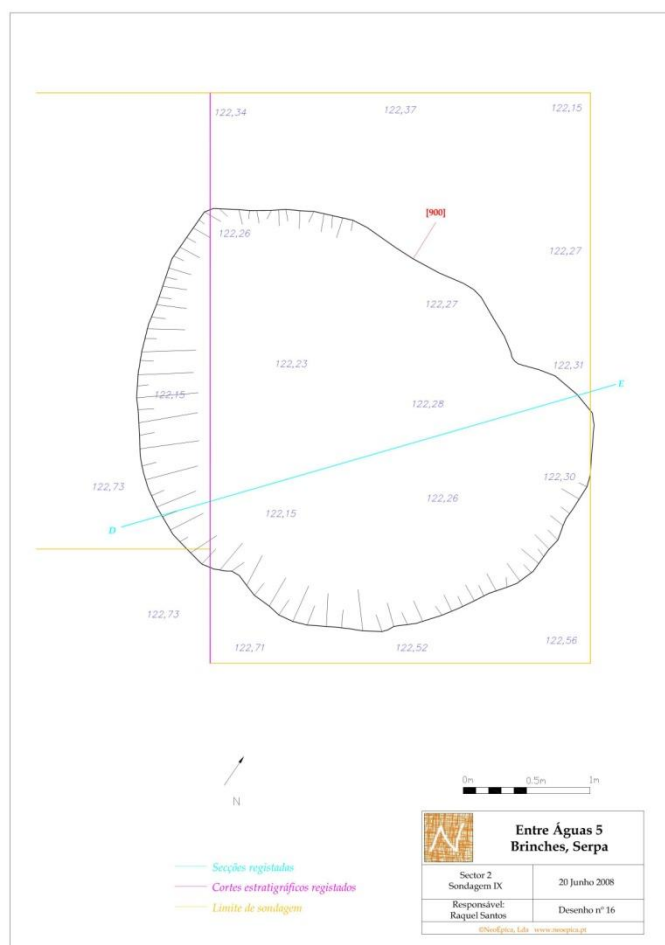 122,34
122,37
122,15
[900]
122,26
122,27
122,27
122,23
122,31
E
122,15
122,28
122,30
122,73
122,26
122,15
D
122,73
122,71
122,52
122,56
N
0m 0.5m 1m
Entre Águas 5
Brinches, Serpa
Sector 2
Sondagem IX
20 Junho 2008
Responsável:
Raquel Santos
Desenho nº 16
©NeoÉpica, Lda www.neoepica.pt
Secções registadas
Cortes estratigráficos registados
Limite de sondagem